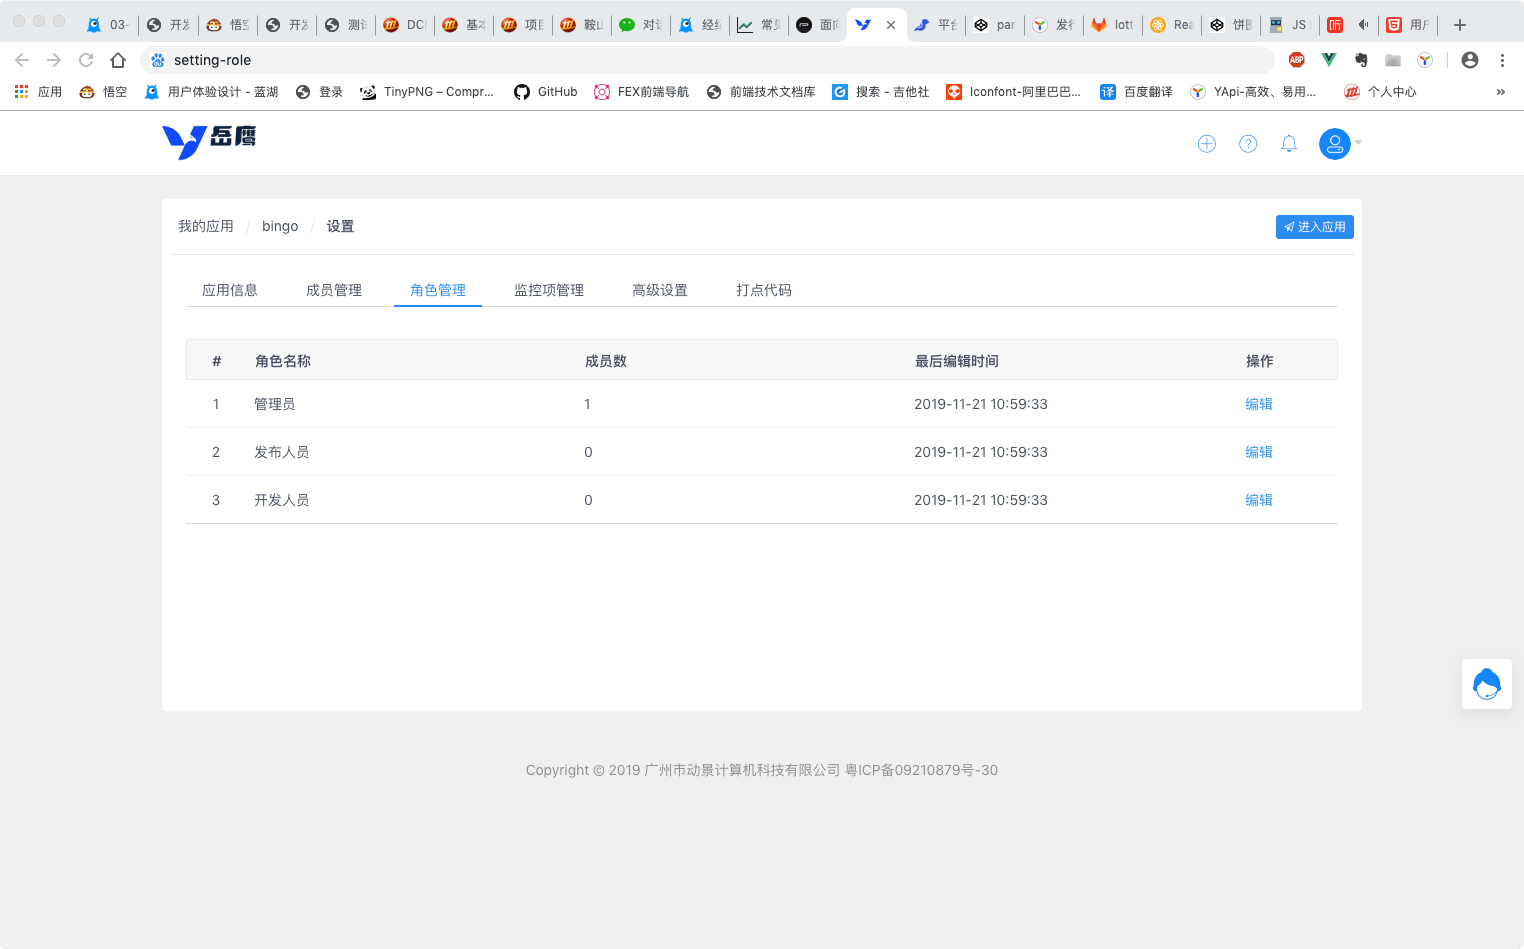 03-
开发
悟空
开发
测试
DC
基本
项目
鞍山
对话
经纪
常见
面向
平台
par
发行
lott
Rea
饼图
JS
听
用户
setting-role
应用
悟空
用户体验设计 - 蓝湖
登录
TinyPNG – Compr...
GitHub
FEX前端导航
前端技术文档库
搜索 - 吉他社
Iconfont-阿里巴巴...
百度翻译
YApi-高效、易用...
个人中心
岳鹰
我的应用 / bingo / 设置
进入应用
应用信息 成员管理 角色管理 监控项管理 高级设置 打点代码
# 角色名称 成员数 最后编辑时间 操作
1 管理员 1 2019-11-21 10:59:33 编辑
2 发布人员 0 2019-11-21 10:59:33 编辑
3 开发人员 0 2019-11-21 10:59:33 编辑
Copyright © 2019 广州市动景计算机科技有限公司 粤ICP备09210879号-30